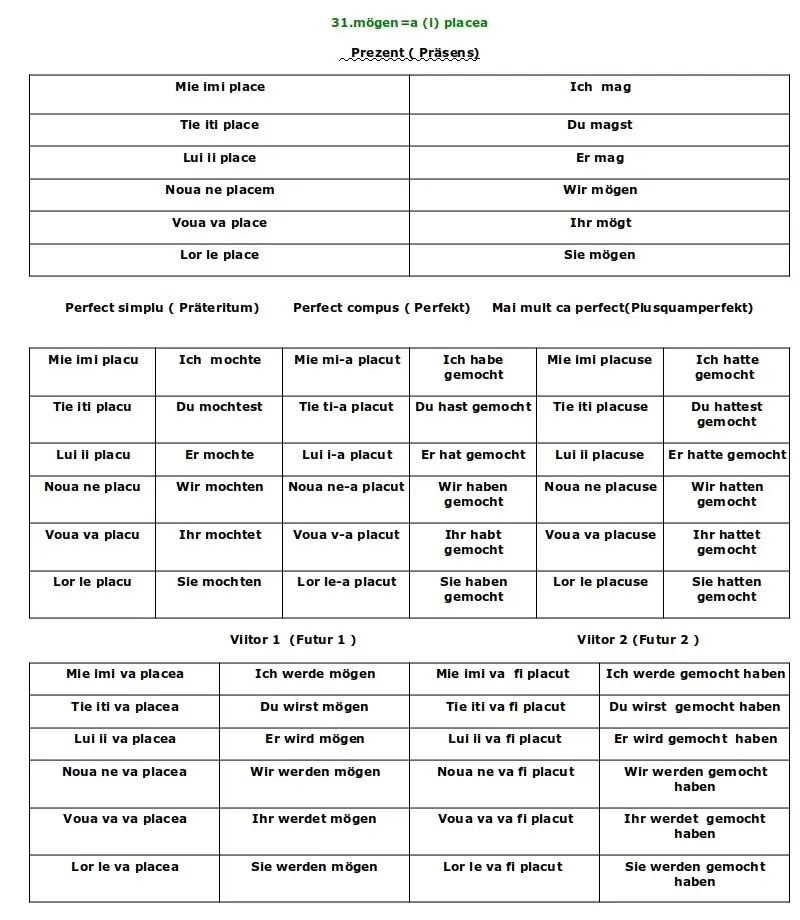 31.mögen=a (i) placea
Prezent ( Präsens)
Mie imi place Ich mag
Tie iti place Du magst
Lui ii place Er mag
Noua ne placem Wir mögen
Voua va place Ihr mögt
Lor le place Sie mögen
Perfect simplu ( Präteritum) Perfect compus ( Perfekt) Mai mult ca perfect(Plusquamperfekt)
Mie imi placu Ich mochte Mie mi-a placut Ich habe gemocht Mie imi placuse Ich hatte gemocht
Tie iti placu Du mochtest Tie ti-a placut Du hast gemocht Tie iti placuse Du hattest gemocht
Lui ii placu Er mochte Lui i-a placut Er hat gemocht Lui ii placuse Er hatte gemocht
Noua ne placu Wir mochten Noua ne-a placut Wir haben gemocht Noua ne placuse Wir hatten gemocht
Voua va placu Ihr mochtet Voua v-a placut Ihr habt gemocht Voua va placuse Ihr hattet gemocht
Lor le placu Sie mochten Lor le-a placut Sie haben gemocht Lor le placuse Sie hatten gemocht
Viitor 1 (Futur 1 ) Viitor 2 (Futur 2 )
Mie imi va placea Ich werde mögen Mie imi va fi placut Ich werde gemocht haben
Tie iti va placea Du wirst mögen Tie iti va fi placut Du wirst gemocht haben
Lui ii va placea Er wird mögen Lui ii va fi placut Er wird gemocht haben
Noua ne va placea Wir werden mögen Noua ne va fi placut Wir werden gemocht haben
Voua va va placea Ihr werdet mögen Voua va va fi placut Ihr werdet gemocht haben
Lor le va placea Sie werden mögen Lor le va fi placut Sie werden gemocht haben